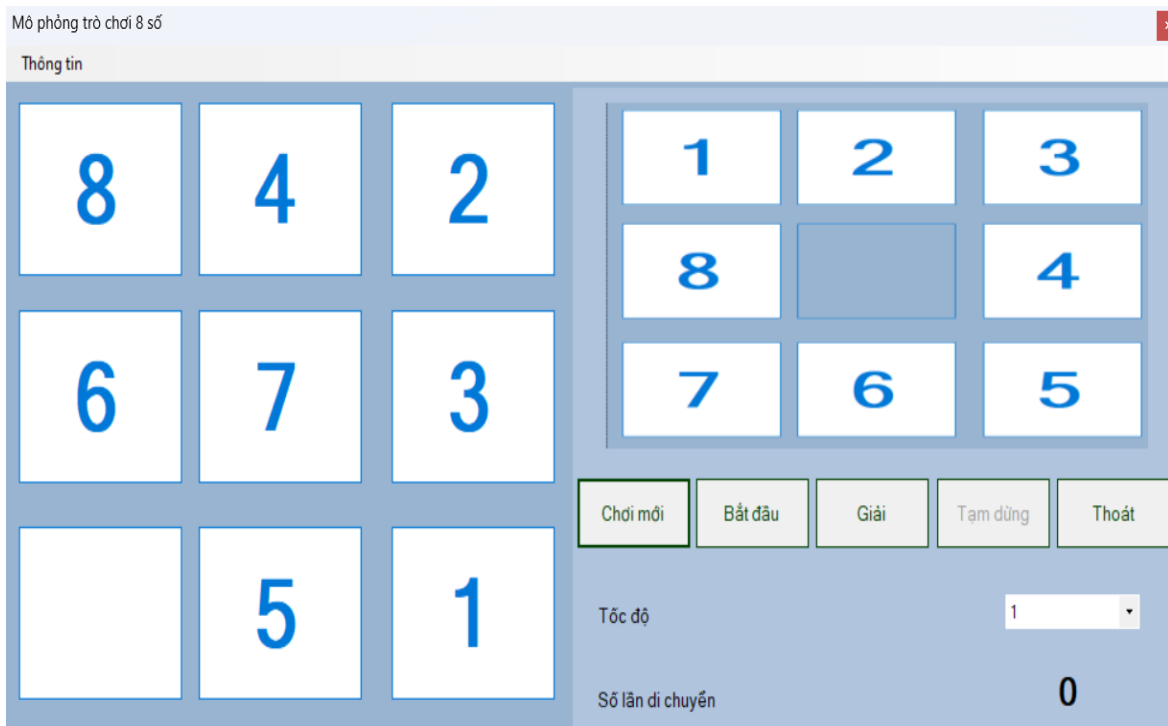 Mô phỏng trò chơi 8 số
x
Thông tin
8 4 2
6 7 3
5 1
1 2 3
8 4
7 6 5
Chơi mới Bắt đầu Giải Tạm dừng Thoát
Tốc độ 1
Số lần di chuyển 0